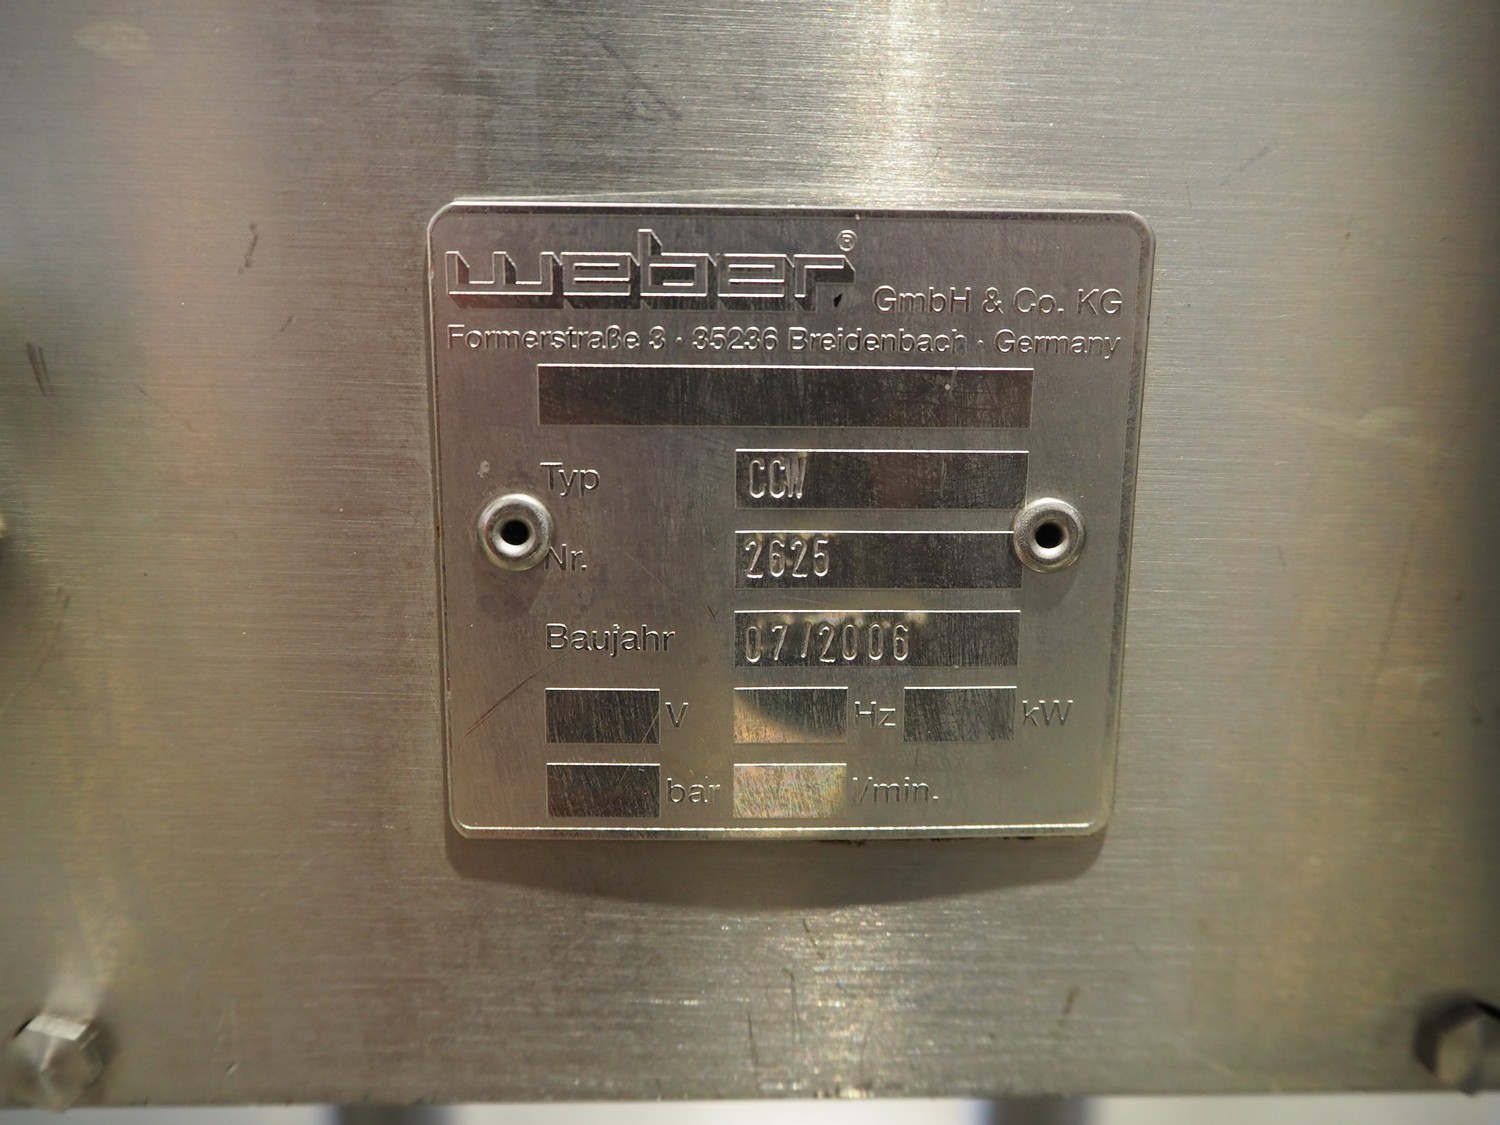 weber® GmbH & Co. KG
Formerstraße 3 · 35236 Breidenbach · Germany
Typ CCW
Nr. 2625
Baujahr 07/2006
V Hz kW
bar l/min.